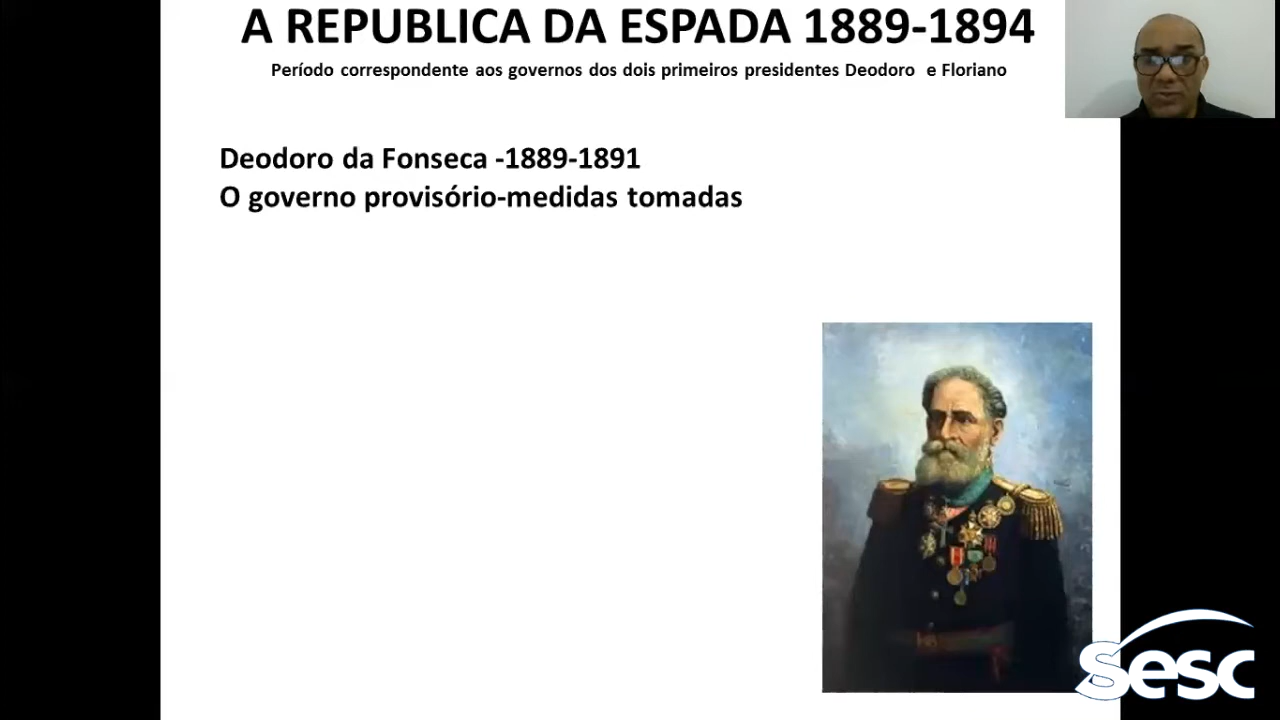 A REPUBLICA DA ESPADA 1889-1894
Período correspondente aos governos dos dois primeiros presidentes Deodoro e Floriano
Deodoro da Fonseca -1889-1891
O governo provisório-medidas tomadas
Sesc